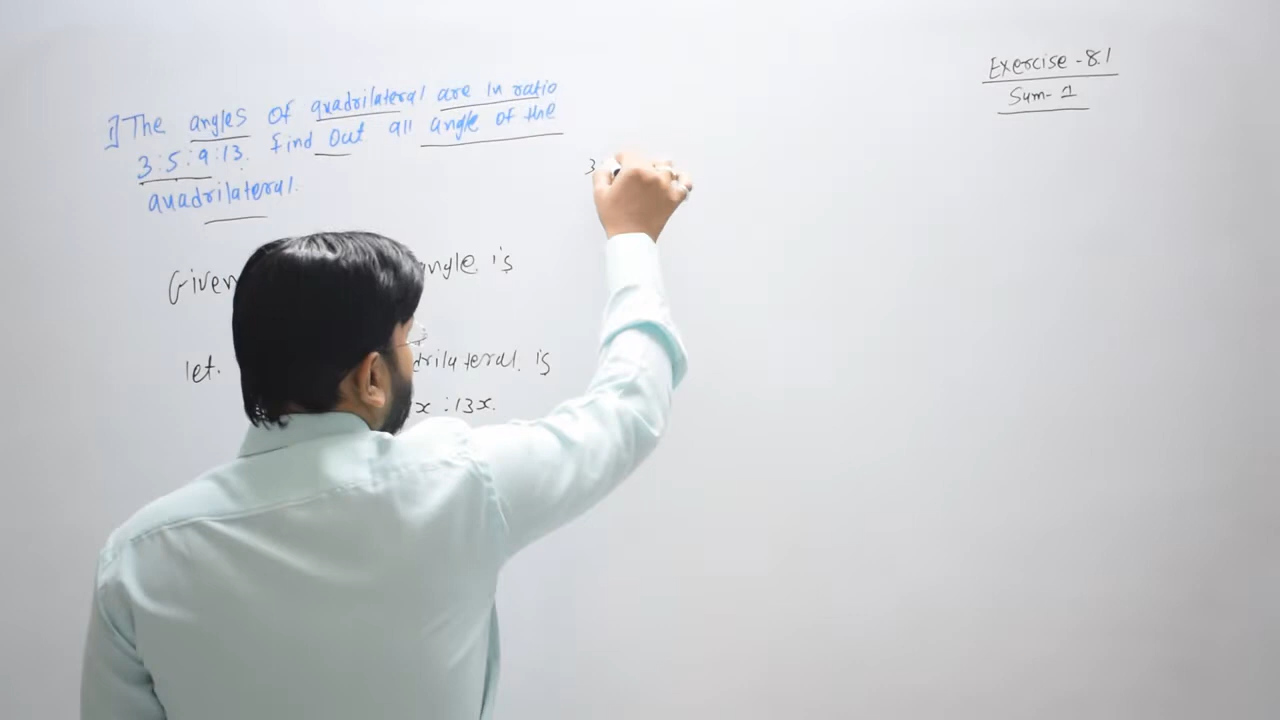 1] The angles of quadrilateral are in ratio
3:5:9:13. find out all angle of the
quadrilateral.
Given angle is
let. is
x :13x.
3
Exercise - 8.1
Sum- 1